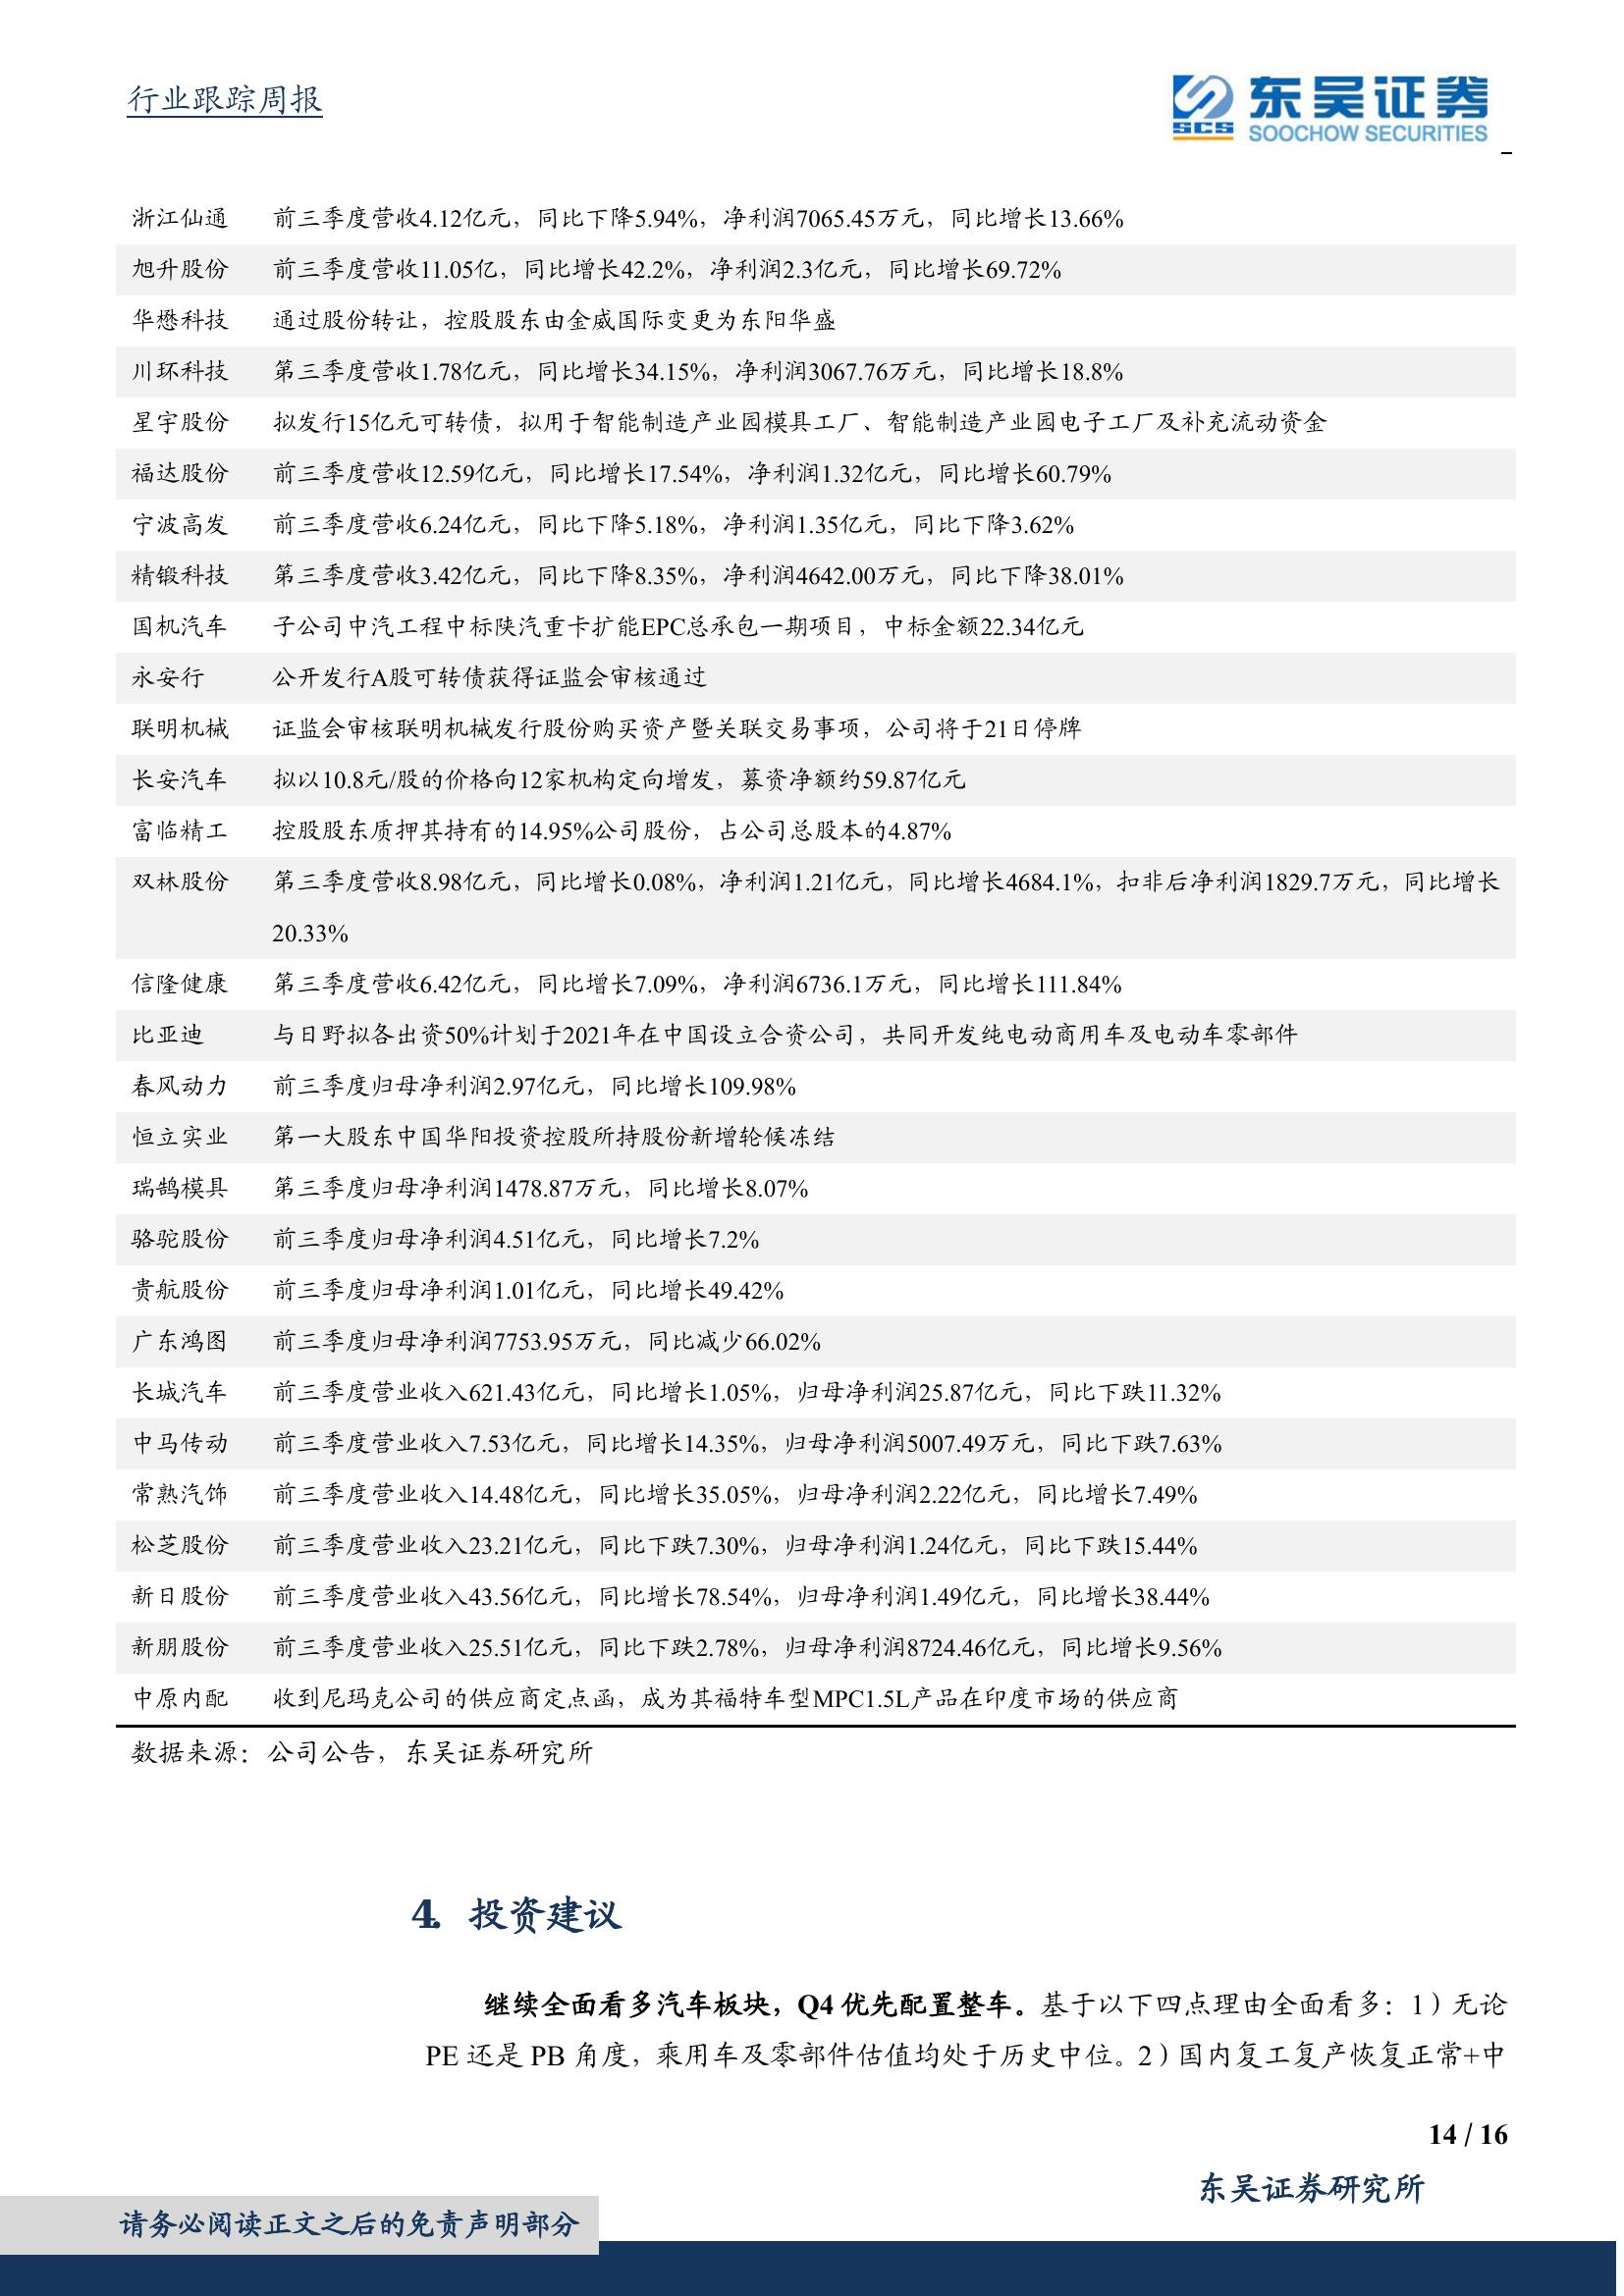 行业跟踪周报
SCS 东吴证券
SOOCHOW SECURITIES
浙江仙通 前三季度营收4.12亿元，同比下降5.94%，净利润7065.45万元，同比增长13.66%
旭升股份 前三季度营收11.05亿，同比增长42.2%，净利润2.3亿元，同比增长69.72%
华懋科技 通过股份转让，控股股东由金威国际变更为东阳华盛
川环科技 第三季度营收1.78亿元，同比增长34.15%，净利润3067.76万元，同比增长18.8%
星宇股份 拟发行15亿元可转债，拟用于智能制造产业园模具工厂、智能制造产业园电子工厂及补充流动资金
福达股份 前三季度营收12.59亿元，同比增长17.54%，净利润1.32亿元，同比增长60.79%
宁波高发 前三季度营收6.24亿元，同比下降5.18%，净利润1.35亿元，同比下降3.62%
精锻科技 第三季度营收3.42亿元，同比下降8.35%，净利润4642.00万元，同比下降38.01%
国机汽车 子公司中汽工程中标陕汽重卡扩能EPC总承包一期项目，中标金额22.34亿元
永安行 公开发行A股可转债获得证监会审核通过
联明机械 证监会审核联明机械发行股份购买资产暨关联交易事项，公司将于21日停牌
长安汽车 拟以10.8元/股的价格向12家机构定向增发，募资净额约59.87亿元
富临精工 控股股东质押其持有的14.95%公司股份，占公司总股本的4.87%
双林股份 第三季度营收8.98亿元，同比增长0.08%，净利润1.21亿元，同比增长4684.1%，扣非后净利润1829.7万元，同比增长
20.33%
信隆健康 第三季度营收6.42亿元，同比增长7.09%，净利润6736.1万元，同比增长111.84%
比亚迪 与日野拟各出资50%计划于2021年在中国设立合资公司，共同开发纯电动商用车及电动车零部件
春风动力 前三季度归母净利润2.97亿元，同比增长109.98%
恒立实业 第一大股东中国华阳投资控股所持股份新增轮候冻结
瑞鹄模具 第三季度归母净利润1478.87万元，同比增长8.07%
骆驼股份 前三季度归母净利润4.51亿元，同比增长7.2%
贵航股份 前三季度归母净利润1.01亿元，同比增长49.42%
广东鸿图 前三季度归母净利润7753.95万元，同比减少66.02%
长城汽车 前三季度营业收入621.43亿元，同比增长1.05%，归母净利润25.87亿元，同比下跌11.32%
中马传动 前三季度营业收入7.53亿元，同比增长14.35%，归母净利润5007.49万元，同比下跌7.63%
常熟汽饰 前三季度营业收入14.48亿元，同比增长35.05%，归母净利润2.22亿元，同比增长7.49%
松芝股份 前三季度营业收入23.21亿元，同比下跌7.30%，归母净利润1.24亿元，同比下跌15.44%
新日股份 前三季度营业收入43.56亿元，同比增长78.54%，归母净利润1.49亿元，同比增长38.44%
新朋股份 前三季度营业收入25.51亿元，同比下跌2.78%，归母净利润8724.46亿元，同比增长9.56%
中原内配 收到尼玛克公司的供应商定点函，成为其福特车型MPC1.5L产品在印度市场的供应商
数据来源：公司公告，东吴证券研究所
4. 投资建议
继续全面看多汽车板块，Q4 优先配置整车。基于以下四点理由全面看多：1）无论
PE 还是 PB 角度，乘用车及零部件估值均处于历史中位。2）国内复工复产恢复正常+中
14 / 16
东吴证券研究所
请务必阅读正文之后的免责声明部分